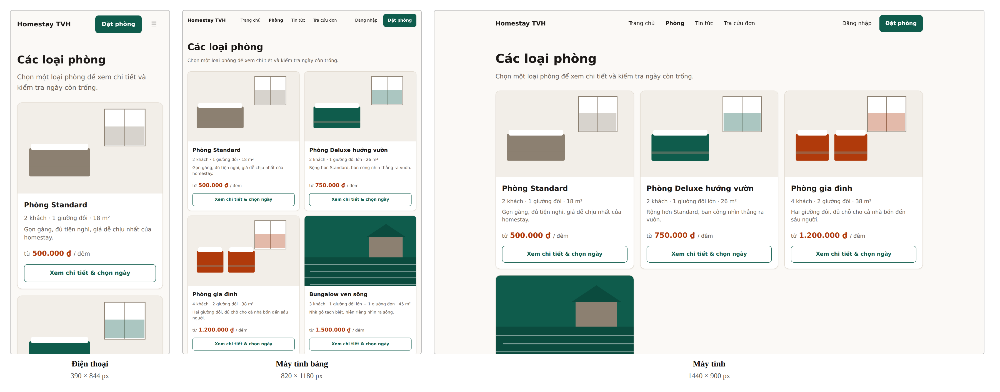 Homestay TVH
Đặt phòng
☰
Các loại phòng
Chọn một loại phòng để xem chi tiết và
kiểm tra ngày còn trống.
Phòng Standard
2 khách · 1 giường đôi · 18 m²
Gọn gàng, đủ tiện nghi, giá dễ chịu nhất của
homestay.
từ 500.000 ₫ / đêm
Xem chi tiết & chọn ngày
Điện thoại
390 × 844 px
Homestay TVH
Trang chủ
Phòng
Tin tức
Tra cứu đơn
Đăng nhập
Đặt phòng
Các loại phòng
Chọn một loại phòng để xem chi tiết và kiểm tra ngày còn trống.
Phòng Standard
2 khách · 1 giường đôi · 18 m²
Gọn gàng, đủ tiện nghi, giá dễ chịu nhất của
homestay.
từ 500.000 ₫ / đêm
Xem chi tiết & chọn ngày
Phòng Deluxe hướng vườn
2 khách · 1 giường đôi lớn · 26 m²
Rộng hơn Standard, ban công nhìn thẳng ra vườn.
từ 750.000 ₫ / đêm
Xem chi tiết & chọn ngày
Phòng gia đình
4 khách · 2 giường đôi · 38 m²
Hai giường đôi, đủ chỗ cho cả nhà bốn đến sáu
người.
từ 1.200.000 ₫ / đêm
Xem chi tiết & chọn ngày
Bungalow ven sông
3 khách · 1 giường đôi lớn + 1 giường đơn · 45 m²
Nhà gỗ tách biệt, hiên riêng nhìn ra sông.
từ 1.500.000 ₫ / đêm
Xem chi tiết & chọn ngày
Máy tính bảng
820 × 1180 px
Homestay TVH
Trang chủ
Phòng
Tin tức
Tra cứu đơn
Đăng nhập
Đặt phòng
Các loại phòng
Chọn một loại phòng để xem chi tiết và kiểm tra ngày còn trống.
Phòng Standard
2 khách · 1 giường đôi · 18 m²
Gọn gàng, đủ tiện nghi, giá dễ chịu nhất của
homestay.
từ 500.000 ₫ / đêm
Xem chi tiết & chọn ngày
Phòng Deluxe hướng vườn
2 khách · 1 giường đôi lớn · 26 m²
Rộng hơn Standard, ban công nhìn thẳng ra
vườn.
từ 750.000 ₫ / đêm
Xem chi tiết & chọn ngày
Phòng gia đình
4 khách · 2 giường đôi · 38 m²
Hai giường đôi, đủ chỗ cho cả nhà bốn đến
sáu người.
từ 1.200.000 ₫ / đêm
Xem chi tiết & chọn ngày
Máy tính
1440 × 900 px